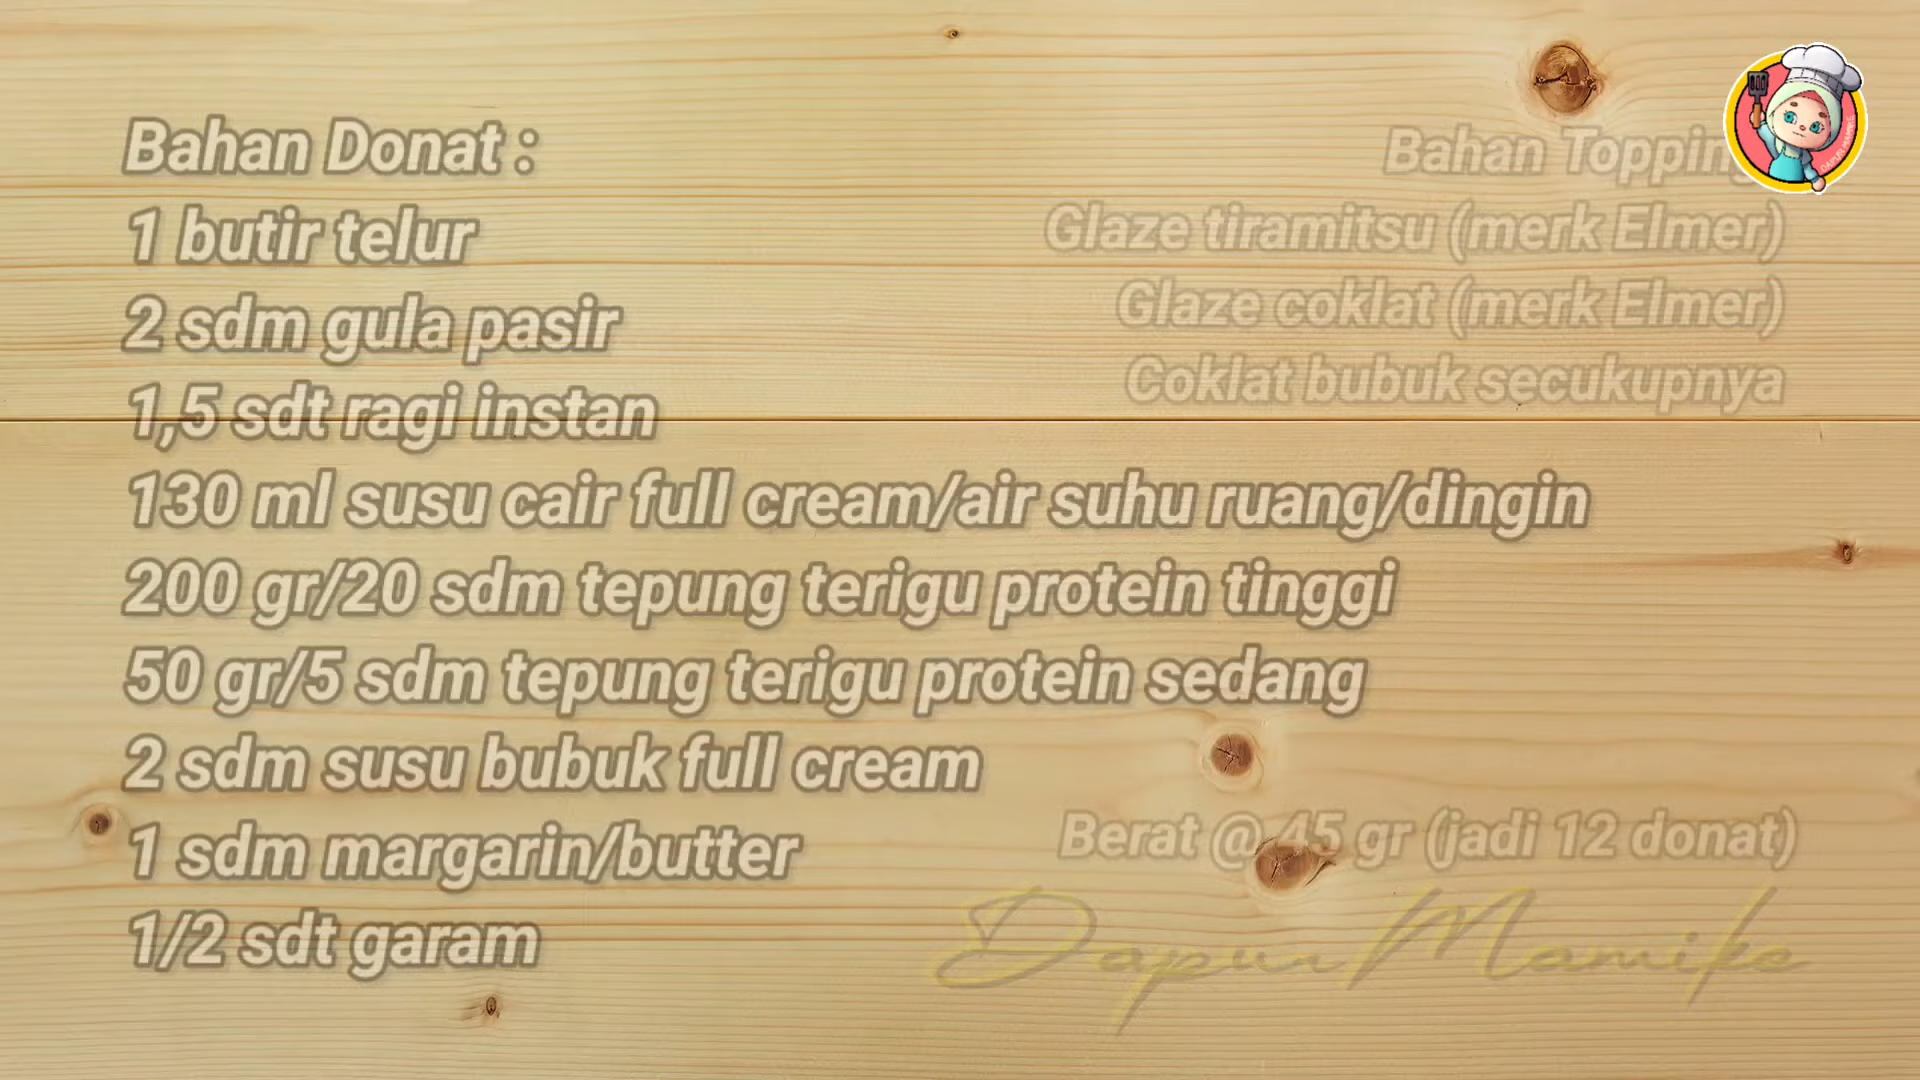 Bahan Donat :
1 butir telur
2 sdm gula pasir
1,5 sdt ragi instan
130 ml susu cair full cream/air suhu ruang/dingin
200 gr/20 sdm tepung terigu protein tinggi
50 gr/5 sdm tepung terigu protein sedang
2 sdm susu bubuk full cream
1 sdm margarin/butter
1/2 sdt garam
Bahan Topping
Glaze tiramitsu (merk Elmer)
Glaze coklat (merk Elmer)
Coklat bubuk secukupnya
Berat @ 45 gr (jadi 12 donat)
Dapur Mamike